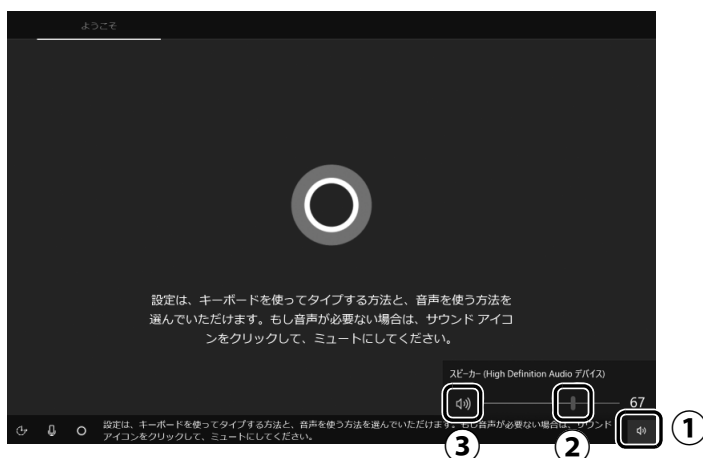 ようこそ
設定は、キーボードを使ってタイプする方法と、音声を使う方法を
選んでいただけます。もし音声が必要ない場合は、サウンド アイコ
ンをクリックして、ミュートにしてください。
スピーカー (High Definition Audio デバイス)
67
設定は、キーボードを使ってタイプする方法と、音声を使う方法を選んでいただけます。もし音声が必要ない場合は、サウンド
アイコンをクリックして、ミュートにしてください。
①
③
②